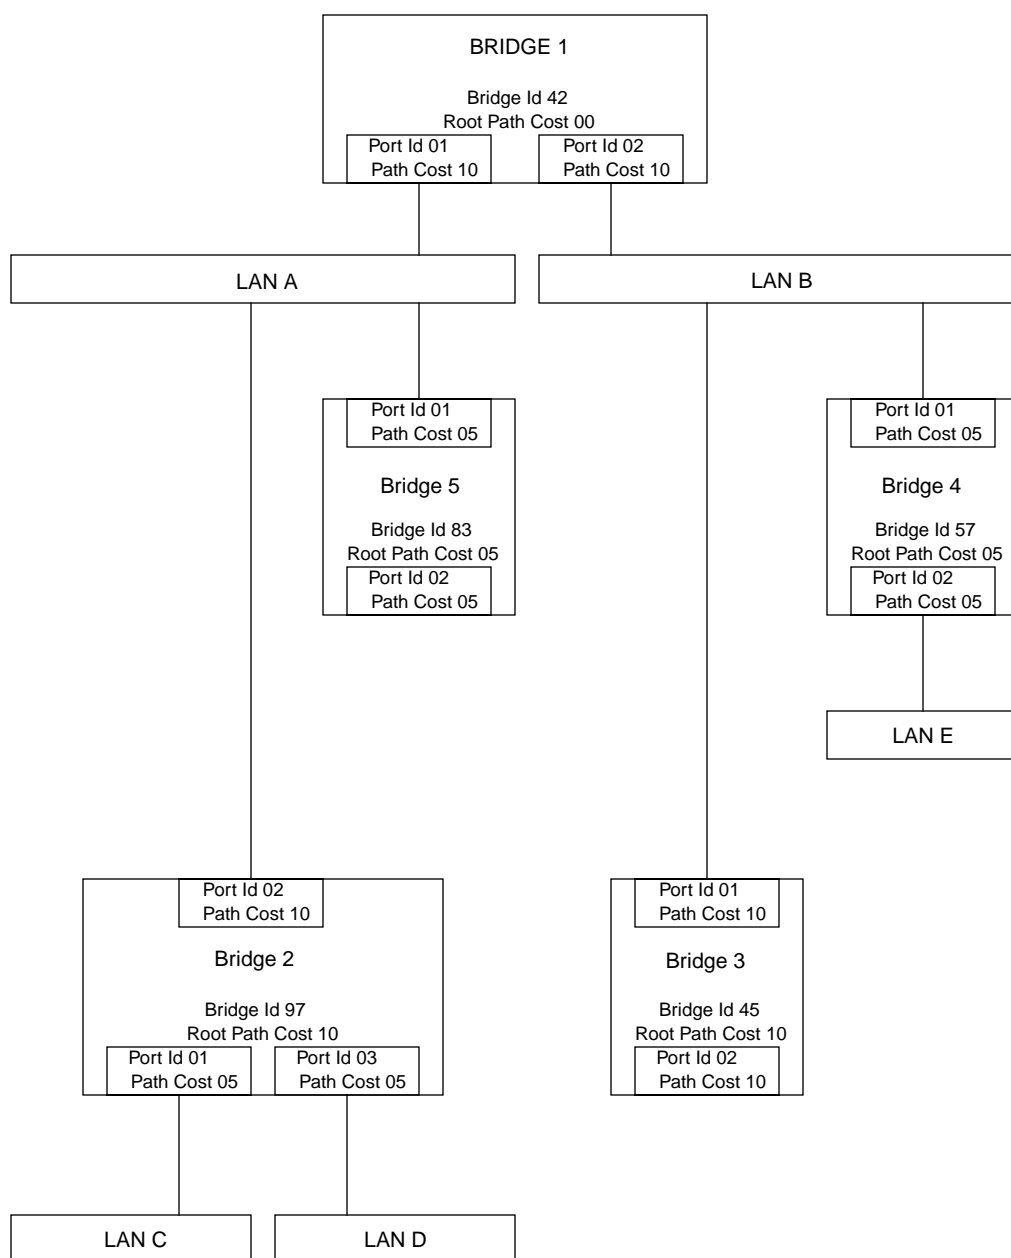 BRIDGE 1
Bridge Id 42
Root Path Cost 00
Port Id 01
Path Cost 10
Port Id 02
Path Cost 10
LAN A
LAN B
Port Id 01
Path Cost 05
Bridge 5
Bridge Id 83
Root Path Cost 05
Port Id 02
Path Cost 05
Port Id 01
Path Cost 05
Bridge 4
Bridge Id 57
Root Path Cost 05
Port Id 02
Path Cost 05
LAN E
Port Id 02
Path Cost 10
Bridge 2
Bridge Id 97
Root Path Cost 10
Port Id 01
Path Cost 05
Port Id 03
Path Cost 05
Port Id 01
Path Cost 10
Bridge 3
Bridge Id 45
Root Path Cost 10
Port Id 02
Path Cost 10
LAN C
LAN D